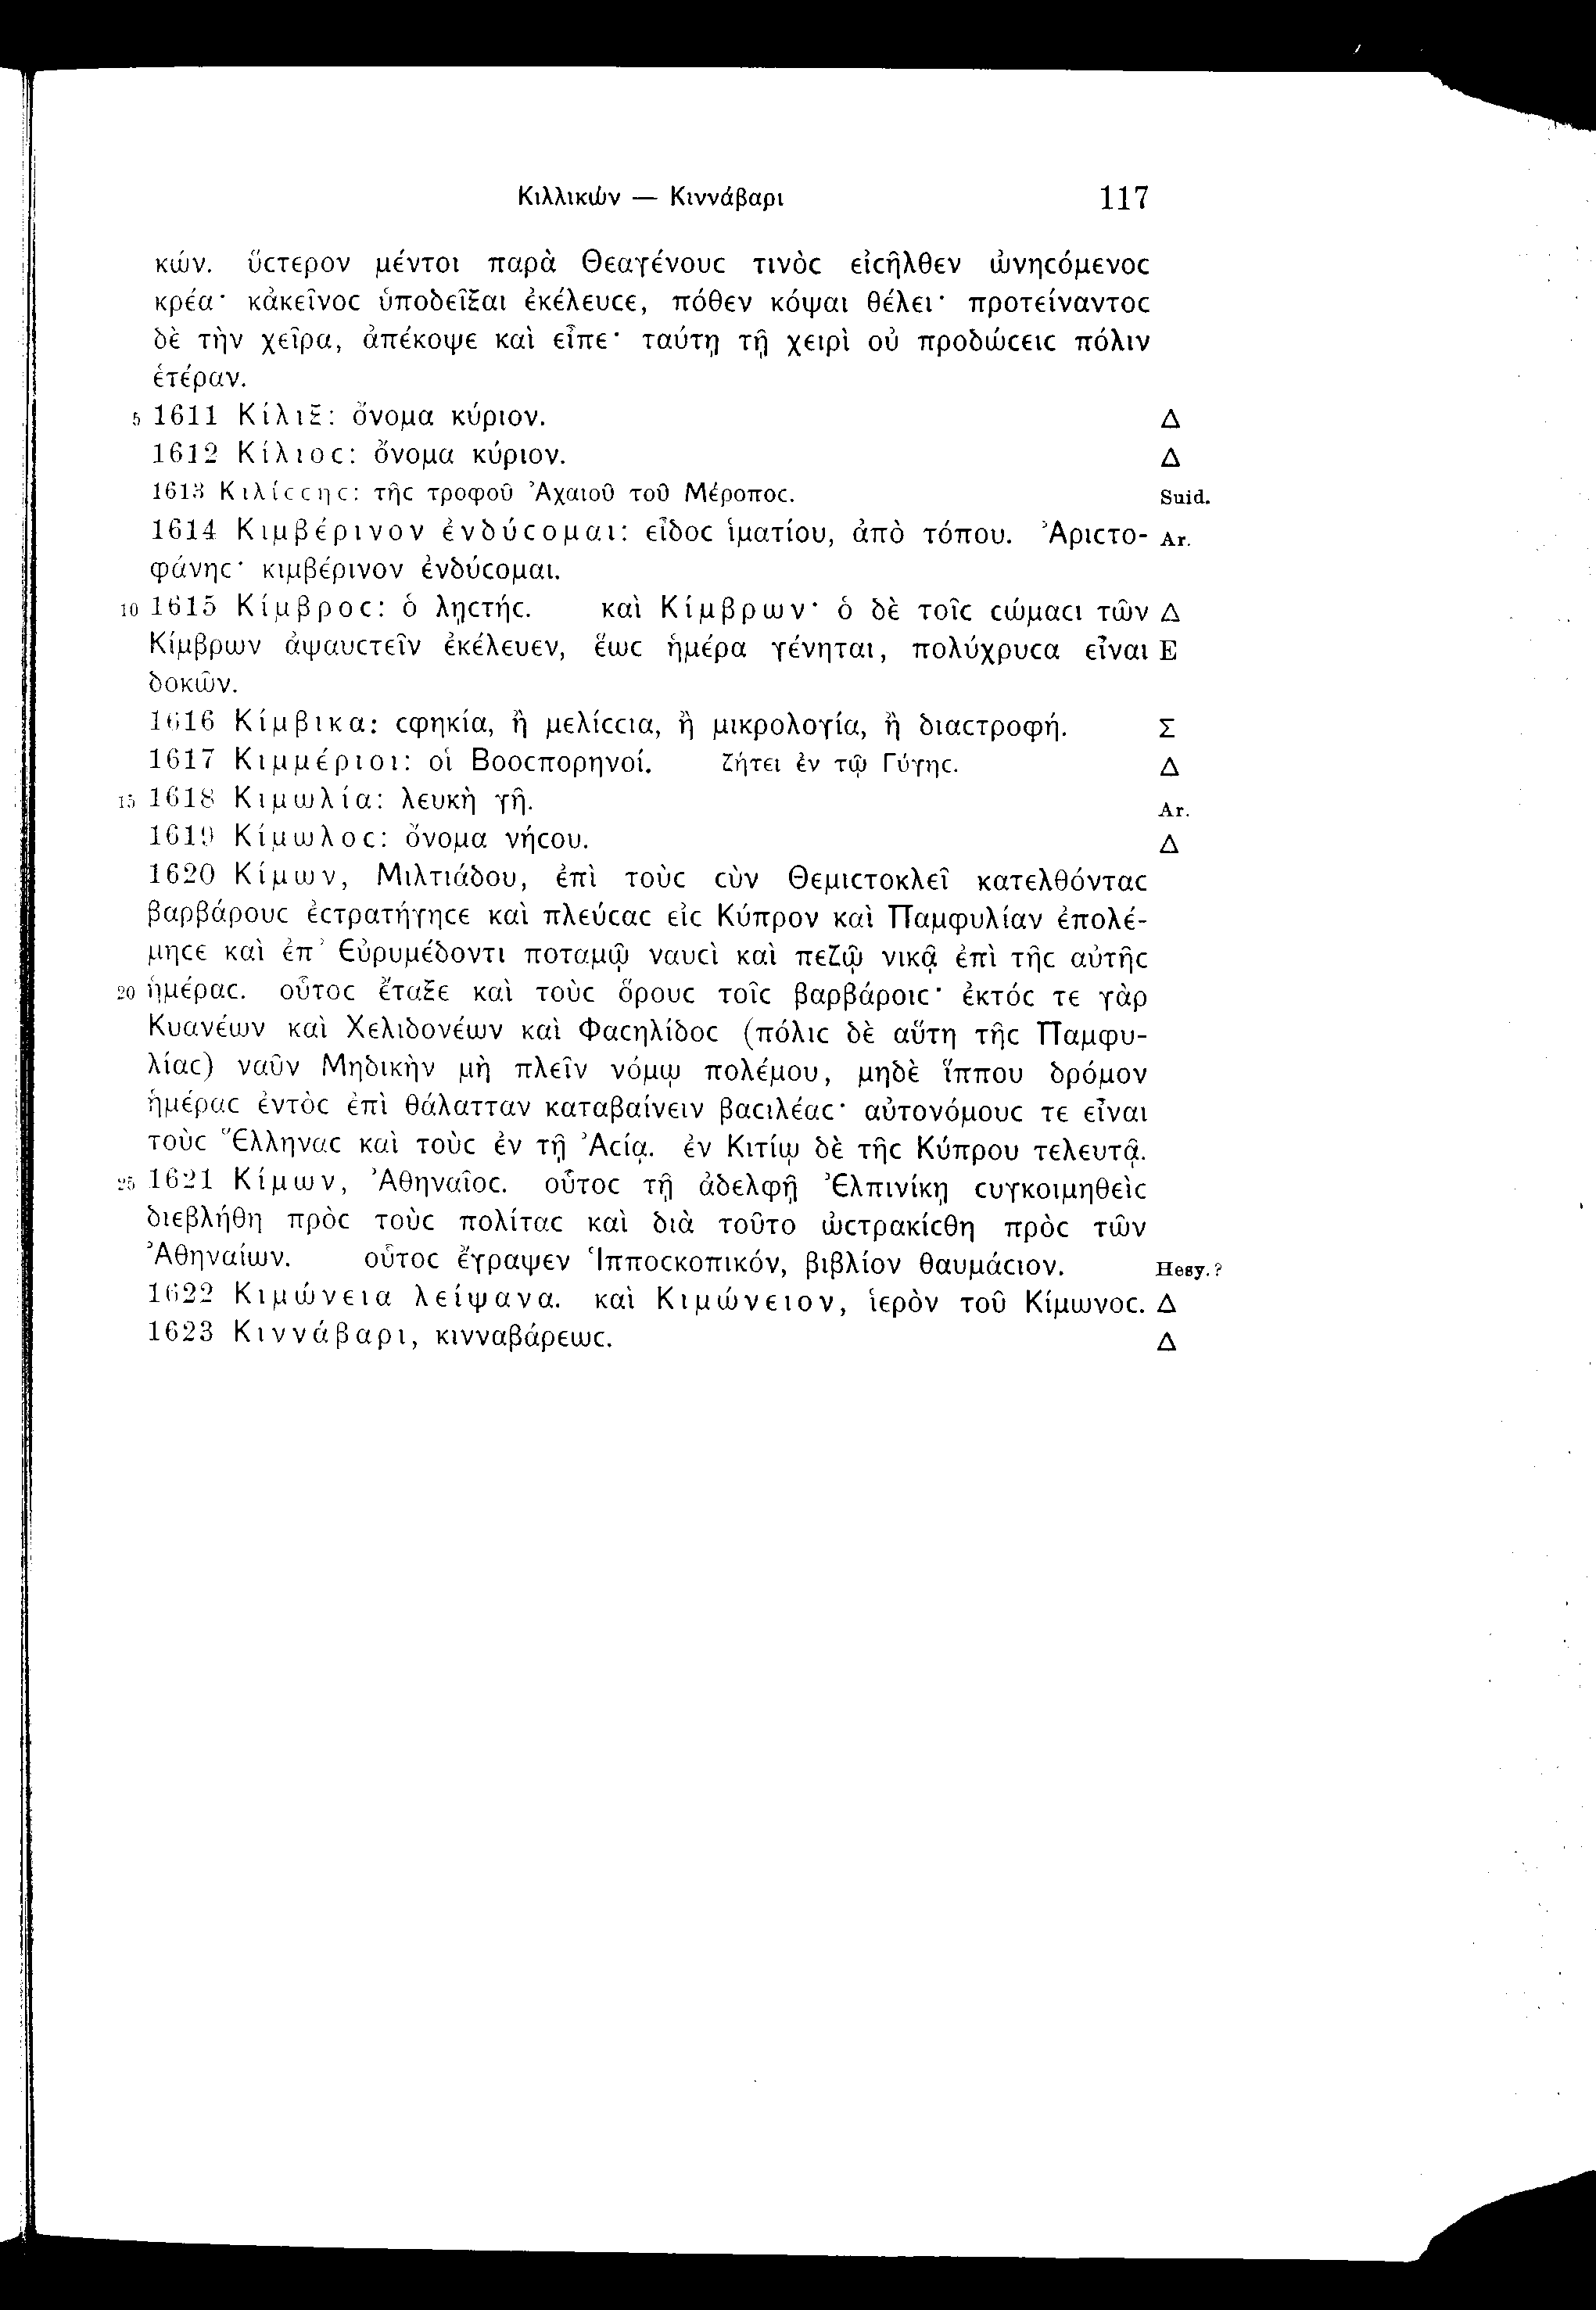 Κιλλικών — Κιννάβαρι 117
κών. ὕϲτερον μέντοι παρὰ Θεαγένουϲ τινὸϲ εἰϲῆλθεν ὠνηϲόμενοϲ
κρέα· κἀκεῖνοϲ ὑποδεῖξαι ἐκέλευϲε, πόθεν κόψαι θέλει· προτείναντοϲ
δὲ τὴν χεῖρα, ἀπέκοψε καὶ εἶπε· ταύτῃ τῇ χειρὶ οὐ προδώϲειϲ πόλιν
ἑτέραν.
5 1611 Κίλιξ: ὄνομα κύριον. Δ
1612 Κίλιοϲ: ὄνομα κύριον. Δ
1613 Κιλίϲϲηϲ: τῆϲ τροφοῦ Ἀχαιοῦ τοῦ Μέροποϲ. Suid.
1614 Κιμβέρινον ἐνδύϲομαι: εἶδοϲ ἱματίου, ἀπὸ τόπου. Ἀριϲτο- Ar.
φάνηϲ· κιμβέρινον ἐνδύϲομαι.
10 1615 Κίμβροϲ: ὁ λῃϲτήϲ. καὶ Κίμβρων· ὁ δὲ τοῖϲ ϲώμαϲι τῶν Δ
Κίμβρων ἀψαυϲτεῖν ἐκέλευεν, ἕωϲ ἡμέρα γένηται, πολύχρυϲα εἶναι E
δοκῶν.
1616 Κίμβικα: ϲφηκία, ἢ μελίϲϲια, ἢ μικρολογία, ἢ διαϲτροφή. Σ
1617 Κιμμέριοι: οἱ Βοοϲπορηνοί. ζήτει ἐν τῷ Γύγηϲ. Δ
15 1618 Κιμωλία: λευκὴ γῆ. Ar.
1619 Κίμωλοϲ: ὄνομα νήϲου. Δ
1620 Κίμων, Μιλτιάδου, ἐπὶ τοὺϲ ϲὺν Θεμιϲτοκλεῖ κατελθόνταϲ
βαρβάρουϲ ἐϲτρατήγηϲε καὶ πλεύϲαϲ εἰϲ Κύπρον καὶ Παμφυλίαν ἐπολέ-
μηϲε καὶ ἐπ’ Εὐρυμέδοντι ποταμῷ ναυϲὶ καὶ πεζῷ νικᾷ ἐπὶ τῆϲ αὐτῆϲ
20 ἡμέραϲ. οὗτοϲ ἔταξε καὶ τοὺϲ ὅρουϲ τοῖϲ βαρβάροιϲ· ἐκτόϲ τε γὰρ
Κυανέων καὶ Χελιδονέων καὶ Φαϲηλίδοϲ (πόλιϲ δὲ αὕτη τῆϲ Παμφυ-
λίαϲ) ναῦν Μηδικὴν μὴ πλεῖν νόμῳ πολέμου, μηδὲ ἵππου δρόμον
ἡμέραϲ ἐντὸϲ ἐπὶ θάλατταν καταβαίνειν βαϲιλέαϲ· αὐτονόμουϲ τε εἶναι
τοὺϲ Ἕλληναϲ καὶ τοὺϲ ἐν τῇ Ἀϲίᾳ. ἐν Κιτίῳ δὲ τῆϲ Κύπρου τελευτᾷ.
25 1621 Κίμων, Ἀθηναῖοϲ. οὗτοϲ τῇ ἀδελφῇ Ἐλπινίκῃ ϲυγκοιμηθεὶϲ
διεβλήθη πρὸϲ τοὺϲ πολίταϲ καὶ διὰ τοῦτο ὠϲτρακίϲθη πρὸϲ τῶν
Ἀθηναίων. οὗτοϲ ἔγραψεν Ἱπποϲκοπικόν, βιβλίον θαυμάϲιον. Hesy.?
1622 Κιμώνεια λείψανα. καὶ Κιμώνειον, ἱερὸν τοῦ Κίμωνοϲ. Δ
1623 Κιννάβαρι, κινναβάρεωϲ. Δ